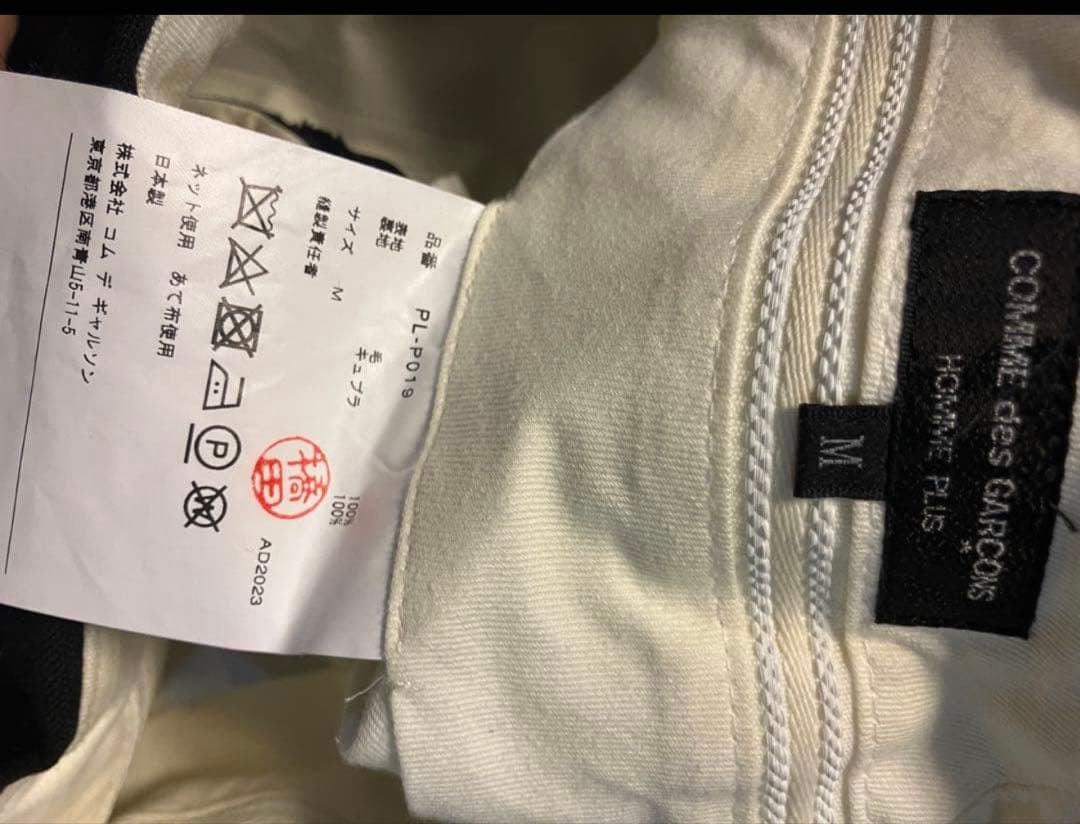 COMME des GARÇONS
HOMME PLUS
M
品番 PL-P019
表地 毛 100%
裏地 キュプラ 100%
サイズ M
縫製責任者
AD2023
P
ネット使用 あて布使用
日本製
株式会社 コム デ ギャルソン
東京都港区南青山5-11-5